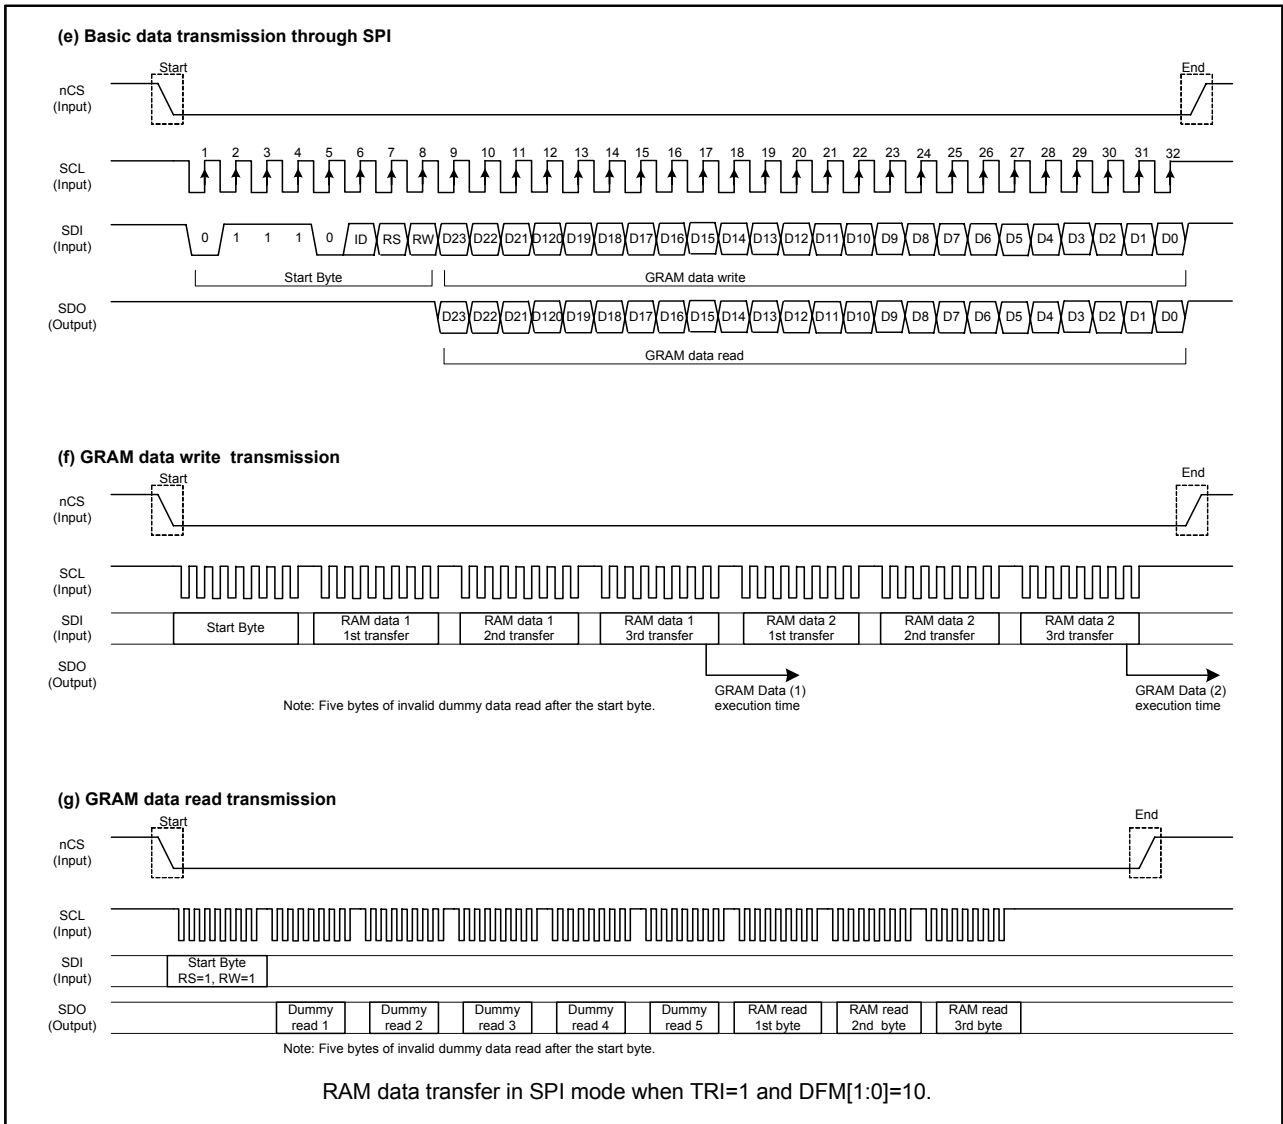 (e) Basic data transmission through SPI
Start
End
nCS
(Input)
1 2 3 4 5 6 7 8 9 10 11 12 13 14 15 16 17 18 19 20 21 22 23 24 25 26 27 28 29 30 31 32
SCL
(Input)
SDI
(Input)
0 1 1 1 0 ID RS RW D23 D22 D21 D120 D19 D18 D17 D16 D15 D14 D13 D12 D11 D10 D9 D8 D7 D6 D5 D4 D3 D2 D1 D0
Start Byte
GRAM data write
SDO
(Output)
D23 D22 D21 D120 D19 D18 D17 D16 D15 D14 D13 D12 D11 D10 D9 D8 D7 D6 D5 D4 D3 D2 D1 D0
GRAM data read
(f) GRAM data write transmission
Start
End
nCS
(Input)
SCL
(Input)
SDI
(Input)
Start Byte
RAM data 1
1st transfer
RAM data 1
2nd transfer
RAM data 1
3rd transfer
RAM data 2
1st transfer
RAM data 2
2nd transfer
RAM data 2
3rd transfer
SDO
(Output)
GRAM Data (1)
execution time
GRAM Data (2)
execution time
Note: Five bytes of invalid dummy data read after the start byte.
(g) GRAM data read transmission
Start
End
nCS
(Input)
SCL
(Input)
SDI
(Input)
Start Byte
RS=1, RW=1
SDO
(Output)
Dummy
read 1
Dummy
read 2
Dummy
read 3
Dummy
read 4
Dummy
read 5
RAM read
1st byte
RAM read
2nd byte
RAM read
3rd byte
Note: Five bytes of invalid dummy data read after the start byte.
RAM data transfer in SPI mode when TRI=1 and DFM[1:0]=10.